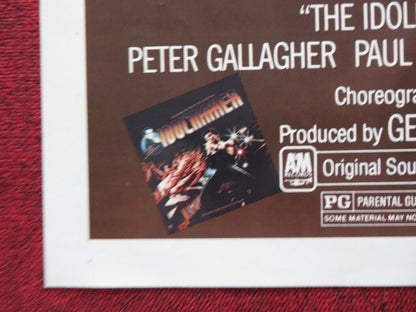 "THE IDOL
PETER GALLAGHER PAUL
Choreogra
Produced by GE
IDOLMAKER
A&M
RECORDS
Original Sou
PG PARENTAL GU
SOME MATERIAL MAY NO